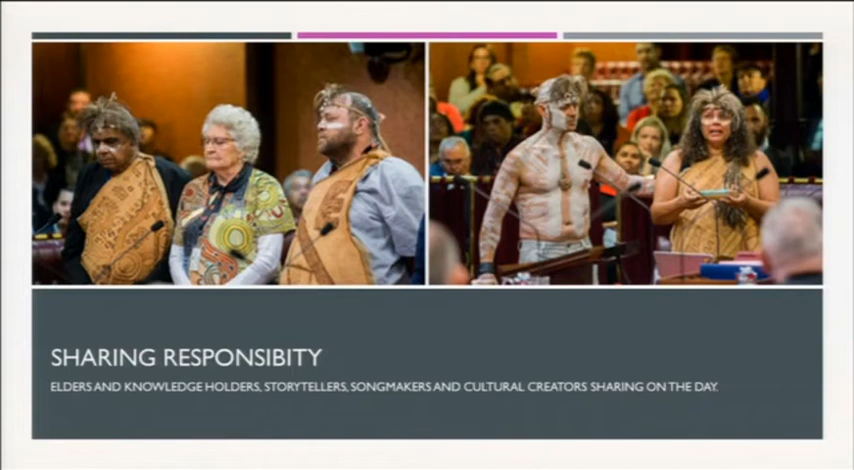 SHARING RESPONSIBITY
ELDERS AND KNOWLEDGE HOLDERS, STORYTELLERS, SONGMAKERS AND CULTURAL CREATORS SHARING ON THE DAY.